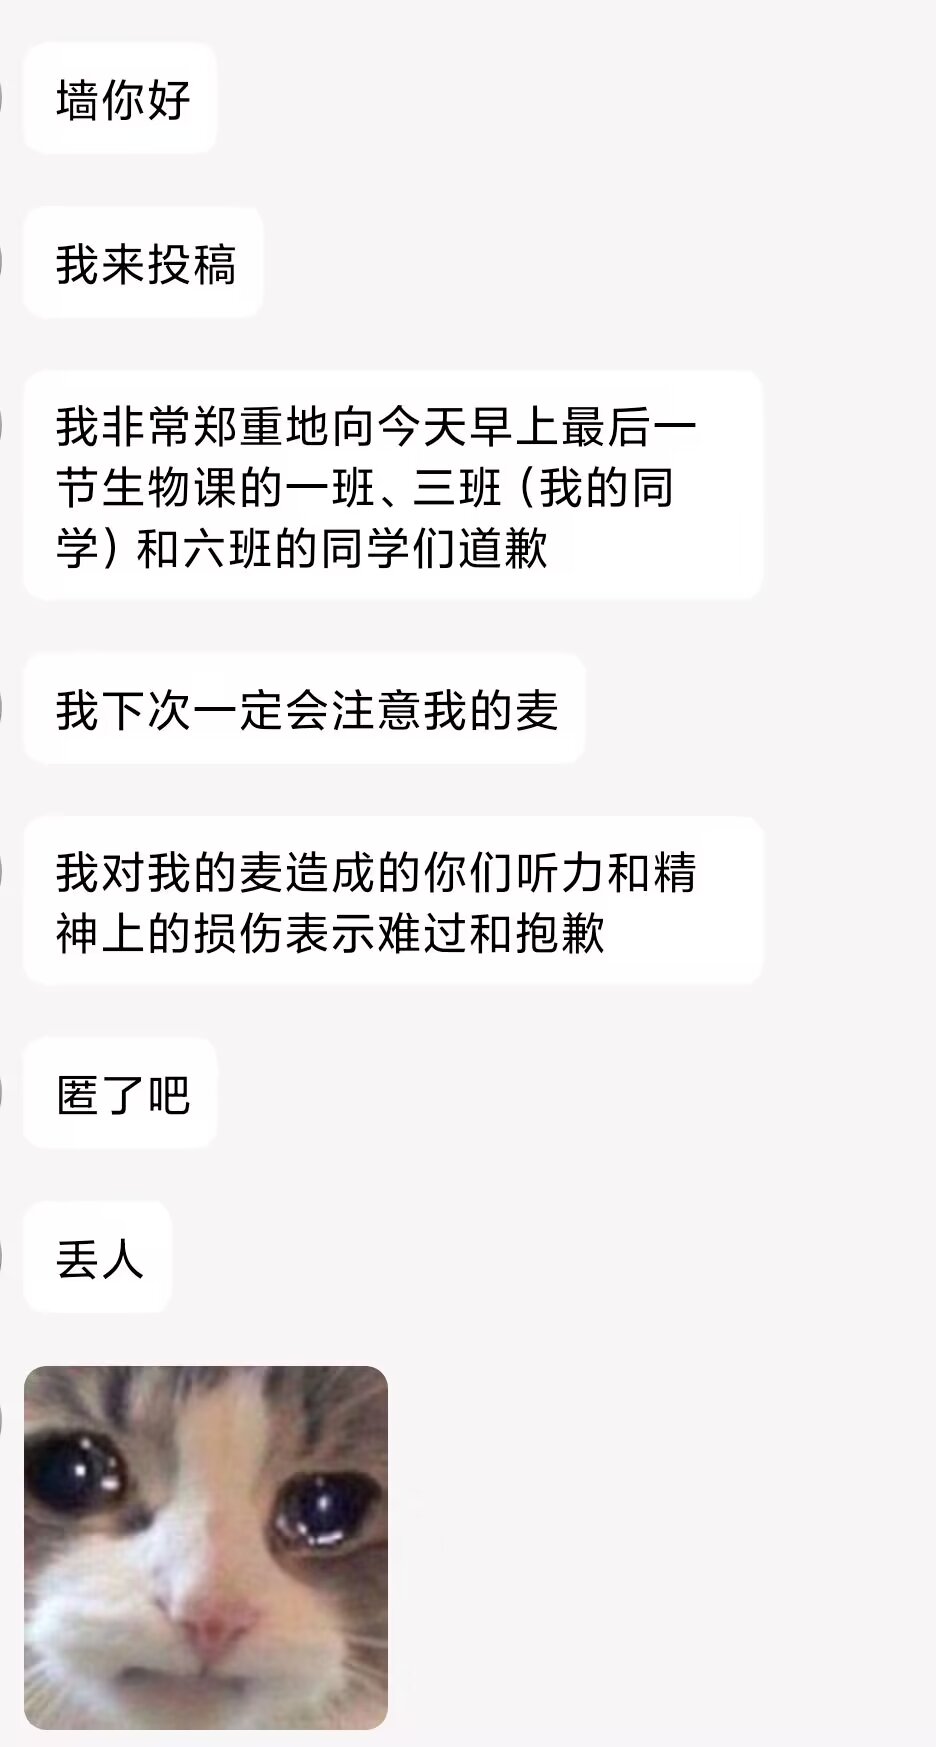 墙你好
我来投稿
我非常郑重地向今天早上最后一
节生物课的一班、三班（我的同
学）和六班的同学们道歉
我下次一定会注意我的麦
我对我的麦造成的你们听力和精
神上的损伤表示难过和抱歉
匿了吧
丢人